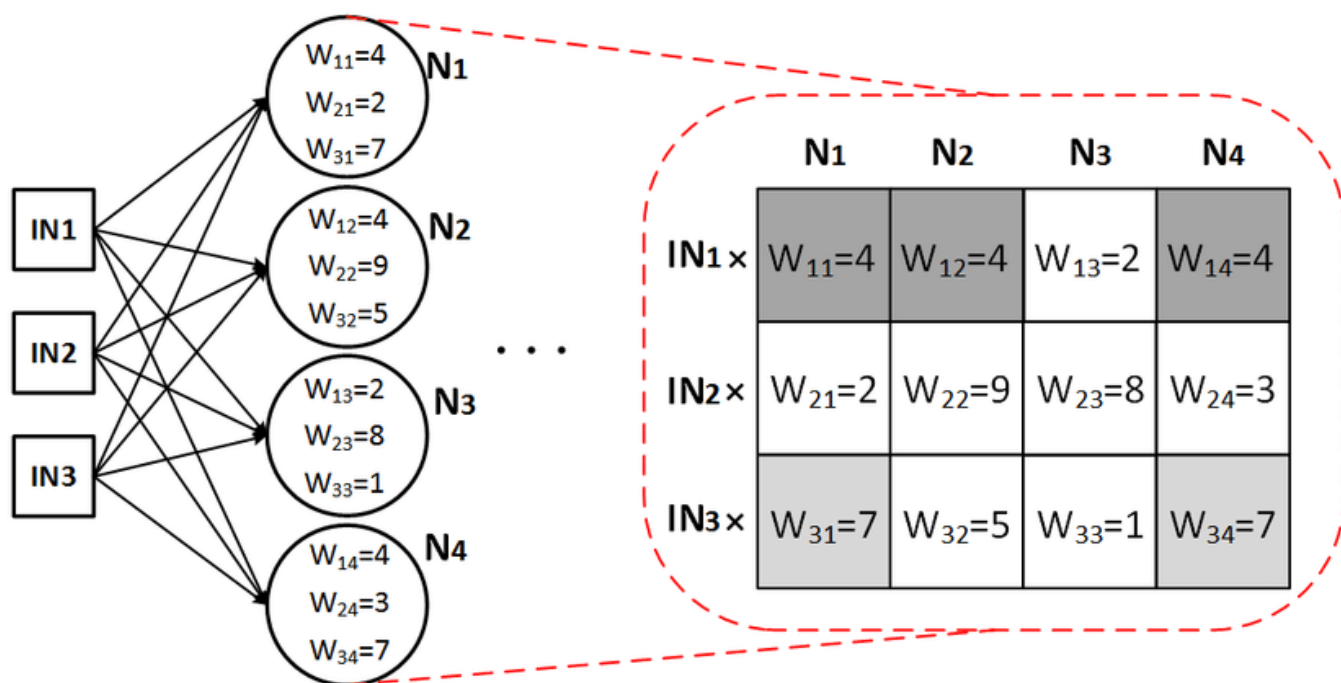 IN1
IN2
IN3
W₁₁=4
W₂₁=2
W₃₁=7
N1
W₁₂=4
W₂₂=9
W₃₂=5
N2
W₁₃=2
W₂₃=8
W₃₃=1
N3
W₁₄=4
W₂₄=3
W₃₄=7
N4
. . .
N1 N2 N3 N4
IN1 × W₁₁=4 W₁₂=4 W₁₃=2 W₁₄=4
IN2 × W₂₁=2 W₂₂=9 W₂₃=8 W₂₄=3
IN3 × W₃₁=7 W₃₂=5 W₃₃=1 W₃₄=7